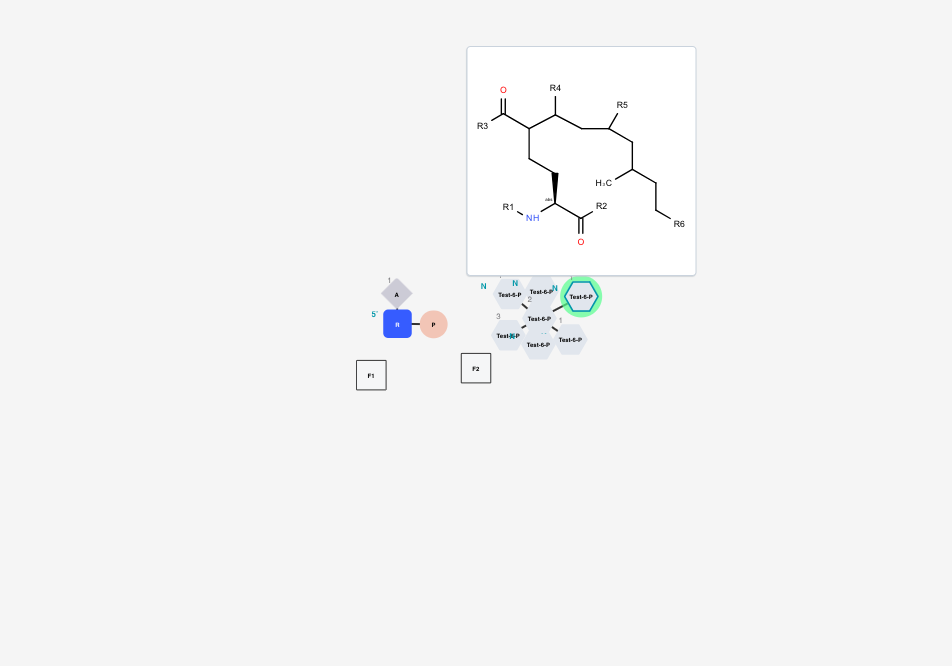 O
R4
R5
R3
H₃C
abs
R1
NH
R2
R6
O
1
N
N
N
A
Test-6-P
Test-6-P
Test-6-P
2
5'
R
P
3
Test-6-P
1
Test-6-P
Test-6-P
Test-6-P
F1
F2